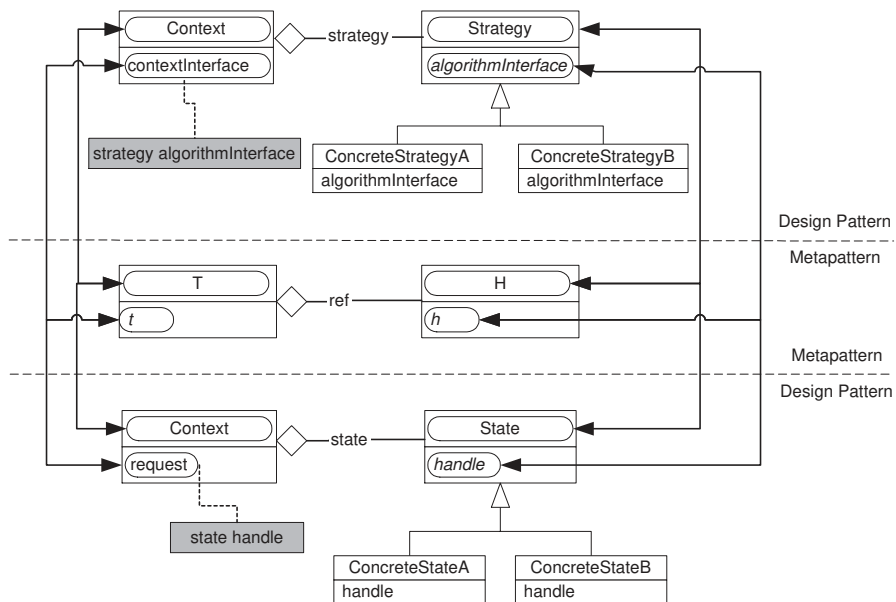 Context
strategy
Strategy
contextInterface
algorithmInterface
strategy algorithmInterface
ConcreteStrategyA
ConcreteStrategyB
algorithmInterface
algorithmInterface
Design Pattern
Metapattern
T
ref
H
t
h
Metapattern
Design Pattern
Context
state
State
request
handle
state handle
ConcreteStateA
ConcreteStateB
handle
handle